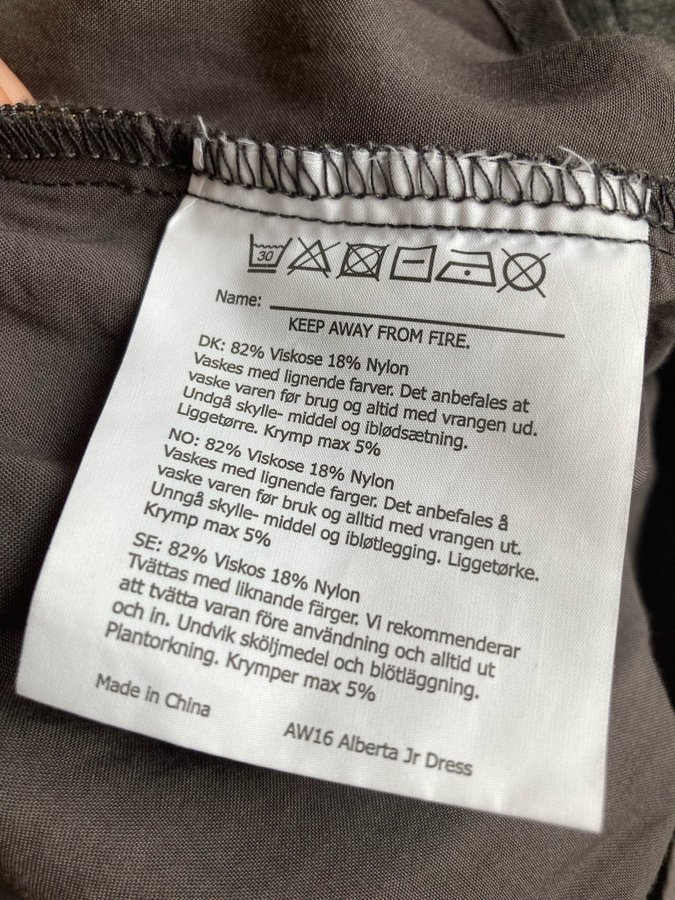 30
Name:
KEEP AWAY FROM FIRE.
DK: 82% Viskose 18% Nylon
Vaskes med lignende farver. Det anbefales at
vaske varen før brug og altid med vrangen ud.
Undgå skylle- middel og iblødsætning.
Liggetørre. Krymp max 5%
NO: 82% Viskose 18% Nylon
Vaskes med lignende farger. Det anbefales å
vaske varen før bruk og alltid med vrangen ut.
Unngå skylle- middel og ibløtlegging. Liggetørke.
Krymp max 5%
SE: 82% Viskos 18% Nylon
Tvättas med liknande färger. Vi rekommenderar
att tvätta varan före användning och alltid ut
och in. Undvik sköljmedel och blötläggning.
Plantorkning. Krymper max 5%
Made in China
AW16 Alberta Jr Dress